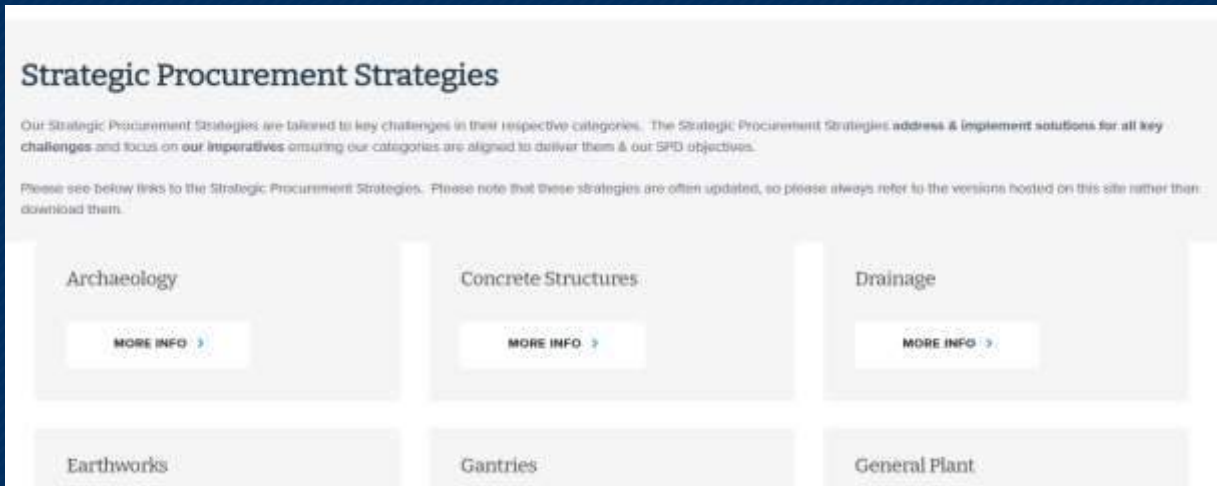 Strategic Procurement Strategies
Our Strategic Procurement Strategies are tailored to key challenges in their respective categories. The Strategic Procurement Strategies address & implement solutions for all key
challenges and focus on our imperatives ensuring our categories are aligned to deliver them & our SPD objectives.
Please see below links to the Strategic Procurement Strategies. Please note that these strategies are often updated, so please always refer to the versions hosted on this site rather than
download them.
Archaeology
Concrete Structures
Drainage
MORE INFO >
MORE INFO >
MORE INFO >
Earthworks
Gantries
General Plant